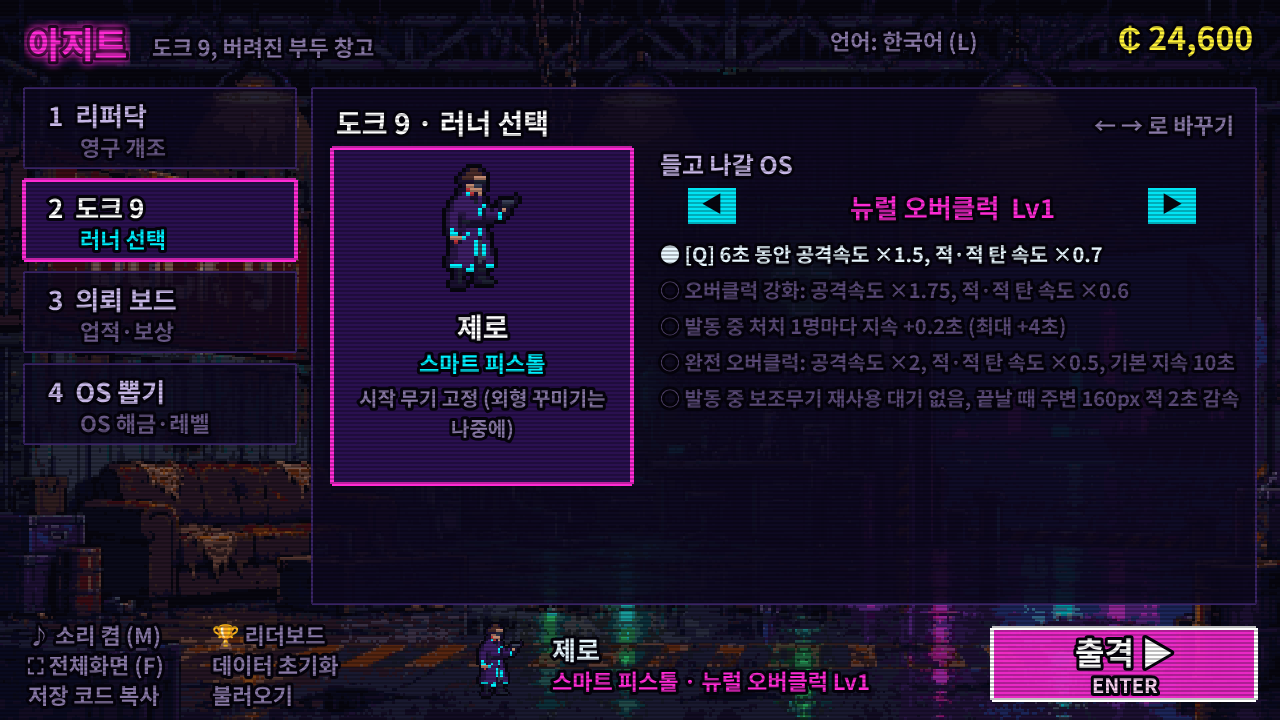 아지트 도크 9, 버려진 부두 창고
언어: 한국어 (L)
₵ 24,600
1 리퍼닥
영구 개조
2 도크 9
러너 선택
3 의뢰 보드
업적·보상
4 OS 뽑기
OS 해금·레벨
도크 9 · 러너 선택
←→로 바꾸기
제로
스마트 피스톨
시작 무기 고정 (외형 꾸미기는
나중에)
들고 나갈 OS
◀ 뉴럴 오버클럭 Lv1 ▶
● [Q] 6초 동안 공격속도 ×1.5, 적·적 탄 속도 ×0.7
○ 오버클럭 강화: 공격속도 ×1.75, 적·적 탄 속도 ×0.6
○ 발동 중 처치 1명마다 지속 +0.2초 (최대 +4초)
○ 완전 오버클럭: 공격속도 ×2, 적·적 탄 속도 ×0.5, 기본 지속 10초
○ 발동 중 보조무기 재사용 대기 없음, 끝날 때 주변 160px 적 2초 감속
♪ 소리 켬 (M)
🏆 리더보드
⛶ 전체화면 (F)
데이터 초기화
저장 코드 복사
불러오기
제로
스마트 피스톨 · 뉴럴 오버클럭 Lv1
출격 ▶
ENTER